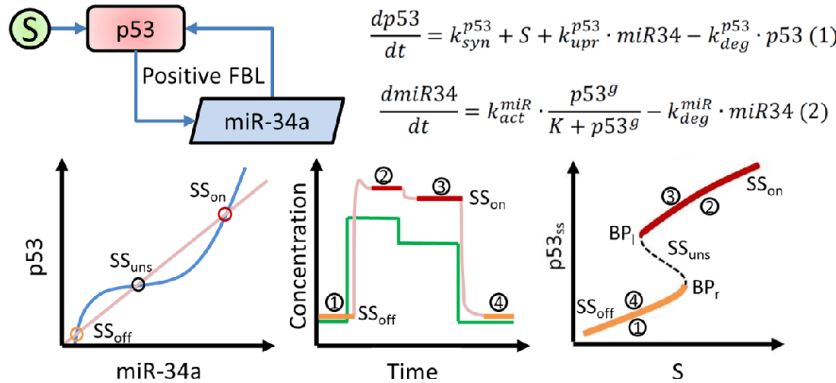 S
p53
Positive FBL
miR-34a
dp53/dt = k_syn^p53 + S + k_upr^p53 · miR34 − k_deg^p53 · p53 (1)
dmiR34/dt = k_act^miR · p53^g/(K + p53^g) − k_deg^miR · miR34 (2)
p53
SS_on
SS_uns
SS_off
miR-34a
Concentration
② ③ SS_on
① SS_off ④
Time
p53_ss
③ ② SS_on
BP_l
SS_uns
BP_r
SS_off ④
①
S